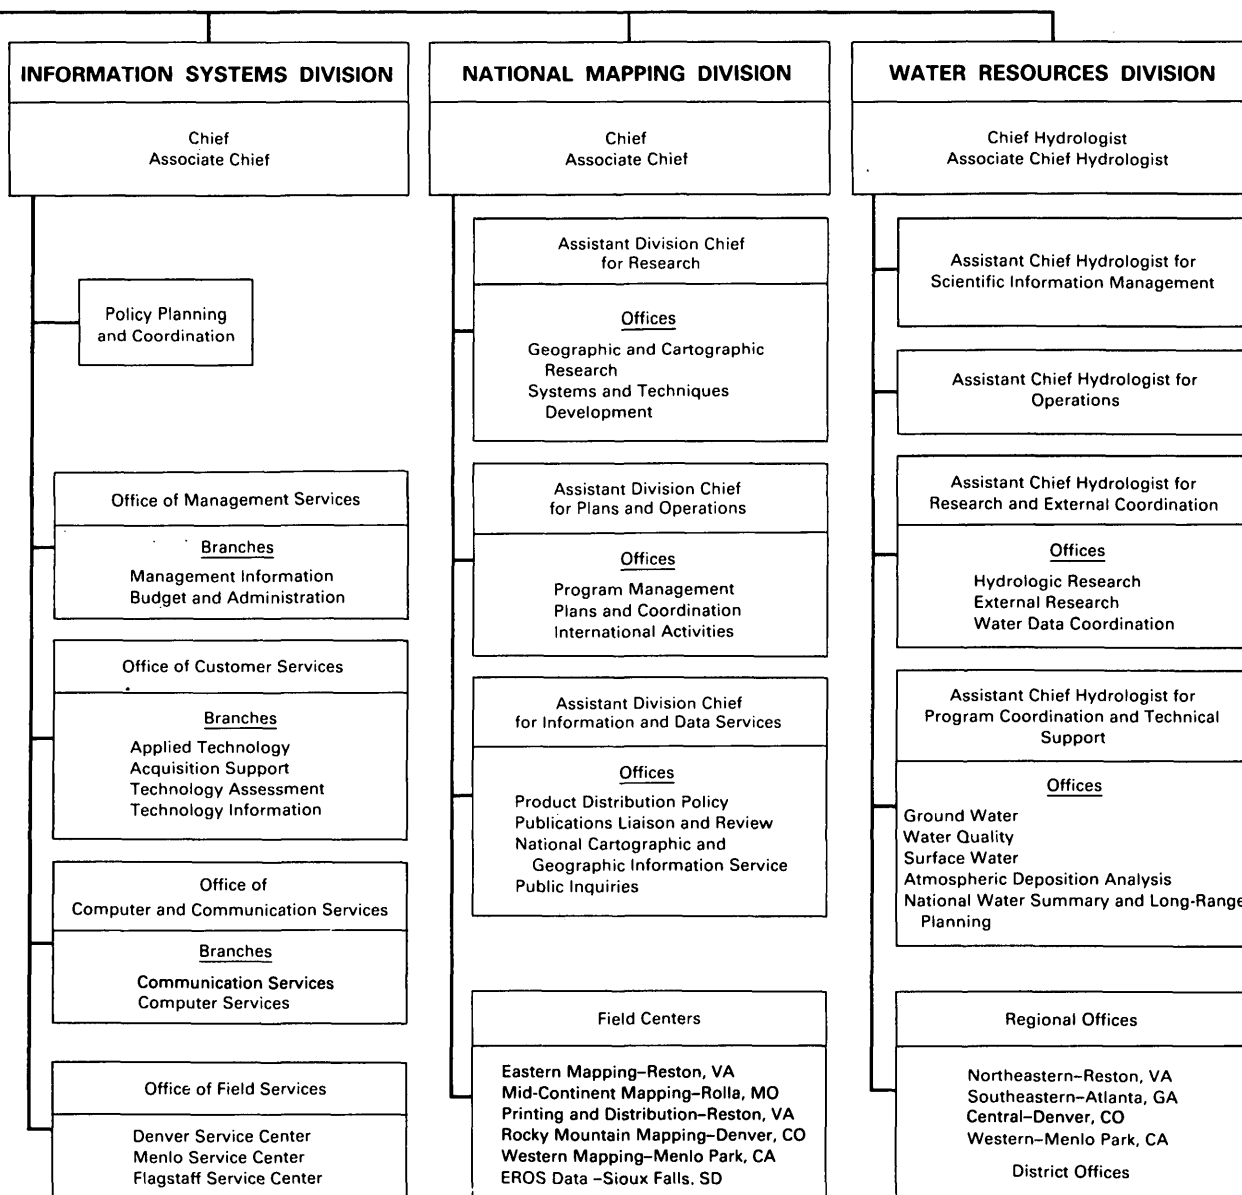 INFORMATION SYSTEMS DIVISION
Chief
Associate Chief
Policy Planning
and Coordination
Office of Management Services
Branches
Management Information
Budget and Administration
Office of Customer Services
Branches
Applied Technology
Acquisition Support
Technology Assessment
Technology Information
Office of
Computer and Communication Services
Branches
Communication Services
Computer Services
Office of Field Services
Denver Service Center
Menlo Service Center
Flagstaff Service Center
NATIONAL MAPPING DIVISION
Chief
Associate Chief
Assistant Division Chief
for Research
Offices
Geographic and Cartographic
Research
Systems and Techniques
Development
Assistant Division Chief
for Plans and Operations
Offices
Program Management
Plans and Coordination
International Activities
Assistant Division Chief
for Information and Data Services
Offices
Product Distribution Policy
Publications Liaison and Review
National Cartographic and
Geographic Information Service
Public Inquiries
Field Centers
Eastern Mapping–Reston, VA
Mid-Continent Mapping–Rolla, MO
Printing and Distribution–Reston, VA
Rocky Mountain Mapping–Denver, CO
Western Mapping–Menlo Park, CA
EROS Data –Sioux Falls, SD
WATER RESOURCES DIVISION
Chief Hydrologist
Associate Chief Hydrologist
Assistant Chief Hydrologist for
Scientific Information Management
Assistant Chief Hydrologist for
Operations
Assistant Chief Hydrologist for
Research and External Coordination
Offices
Hydrologic Research
External Research
Water Data Coordination
Assistant Chief Hydrologist for
Program Coordination and Technical
Support
Offices
Ground Water
Water Quality
Surface Water
Atmospheric Deposition Analysis
National Water Summary and Long-Range
Planning
Regional Offices
Northeastern–Reston, VA
Southeastern–Atlanta, GA
Central–Denver, CO
Western–Menlo Park, CA
District Offices